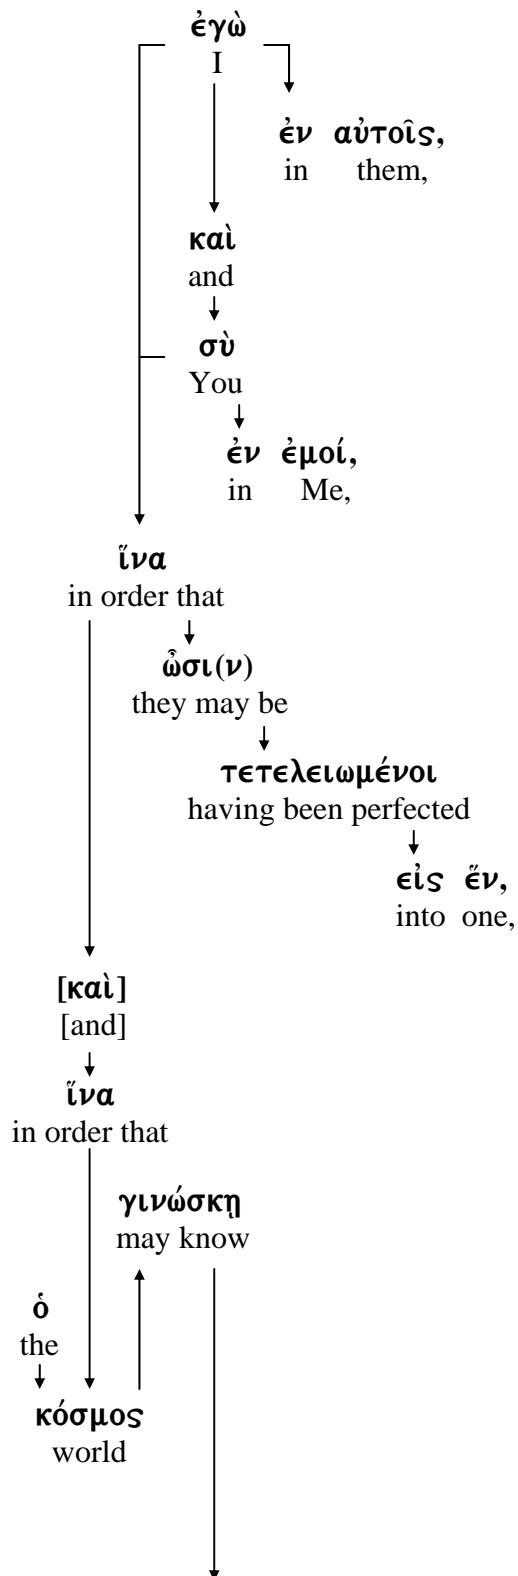 ἐγὼ
I
ἐν αὐτοῖς,
in them,
καὶ
and
σὺ
You
ἐν ἐμοί,
in Me,
ἵνα
in order that
ὦσι(ν)
they may be
τετελειωμένοι
having been perfected
εἰς ἕν,
into one,
[καὶ]
[and]
ἵνα
in order that
γινώσκῃ
may know
ὁ
the
κόσμος
world